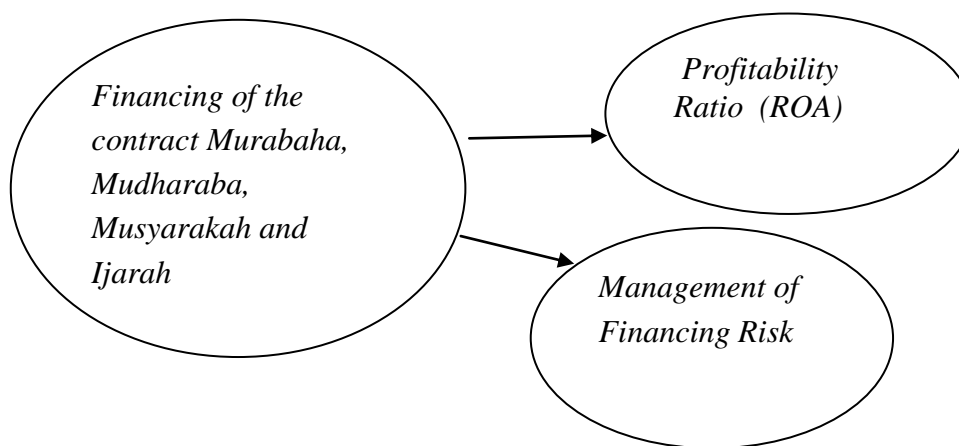 Financing of the
contract Murabaha,
Mudharaba,
Musyarakah and
Ijarah
Profitability
Ratio (ROA)
Management of
Financing Risk